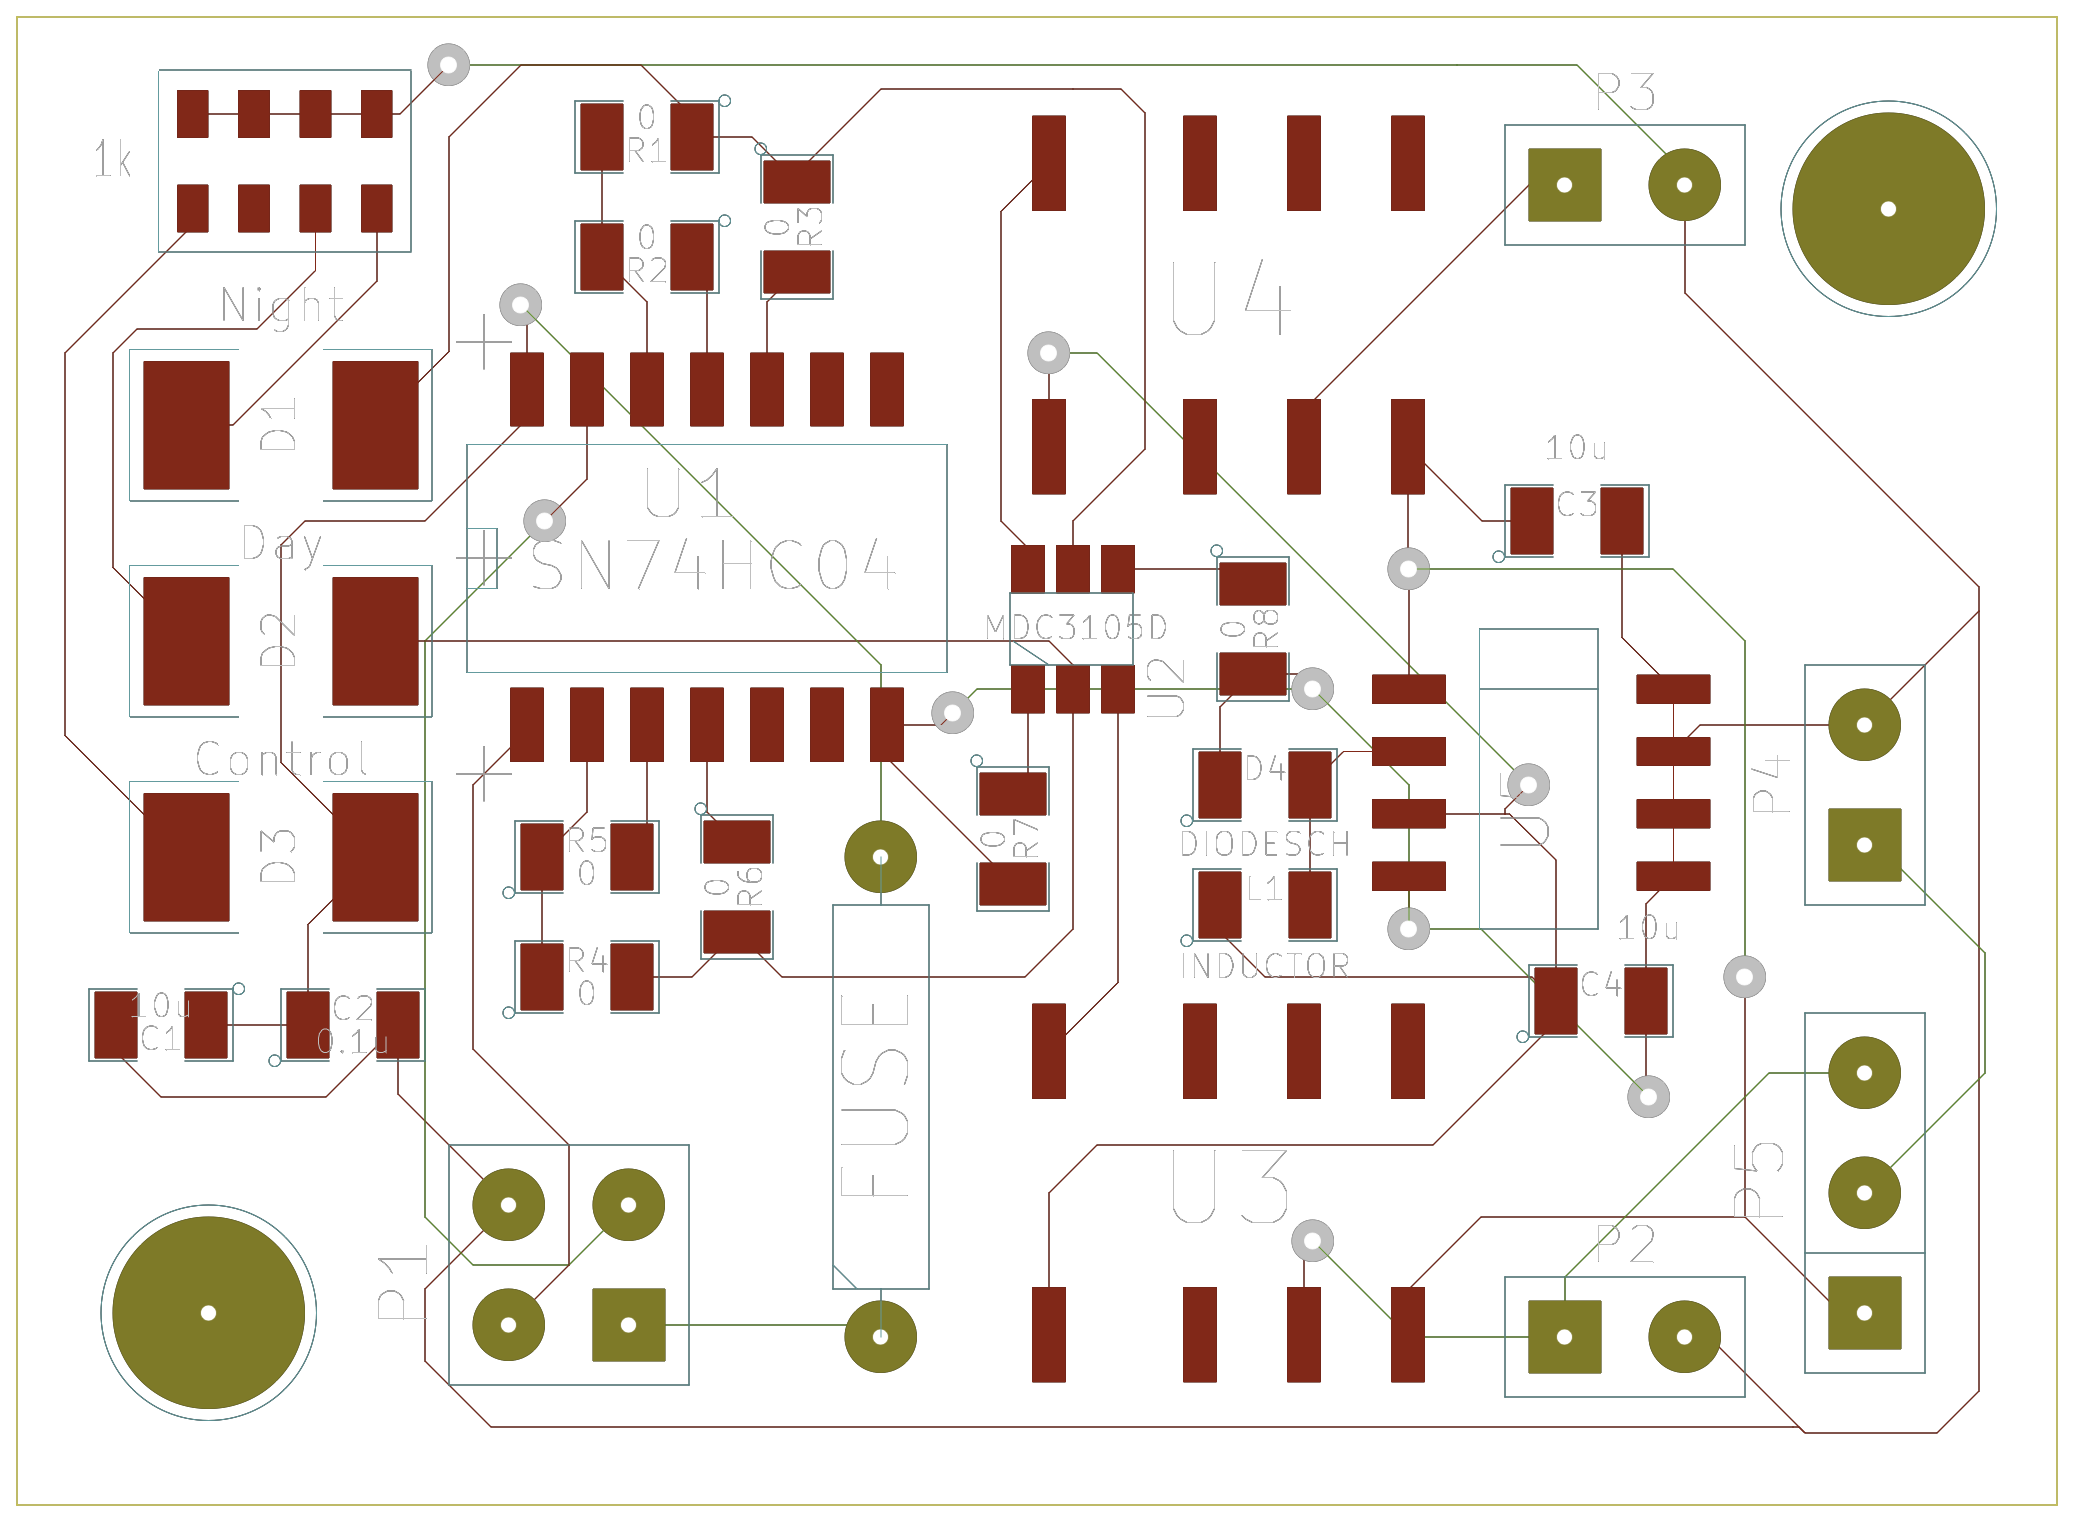 P3
1k
0
R1
0
R3
0
R2
U4
Night
D1
10u
C3
U1
SN74HC04
Day
D2
MDC3105D
0
R8
U2
Control
D4
U5
P4
D3
R5
0
0
R6
0
R7
DIODESCH
L1
10u
INDUCTOR
R4
0
C4
10u
C1
C2
0.1u
FUSE
U3
P5
P2
P1